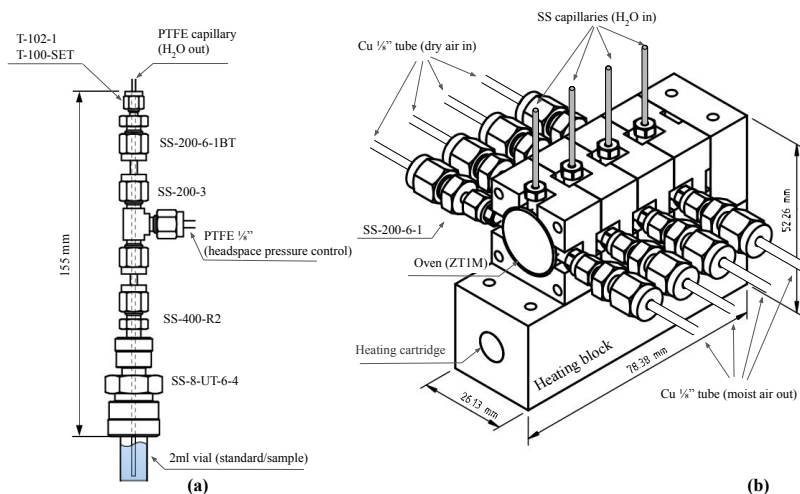 T-102-1
T-100-SET
PTFE capillary
(H₂O out)
SS-200-6-1BT
SS-200-3
PTFE ⅛”
(headspace pressure control)
155 mm
SS-400-R2
SS-8-UT-6-4
2ml vial (standard/sample)
(a)
SS capillaries (H₂O in)
Cu ⅛” tube (dry air in)
SS-200-6-1
Oven (ZT1M)
52.26 mm
Heating cartridge
Heating block
78.38 mm
26.13 mm
Cu ⅛” tube (moist air out)
(b)